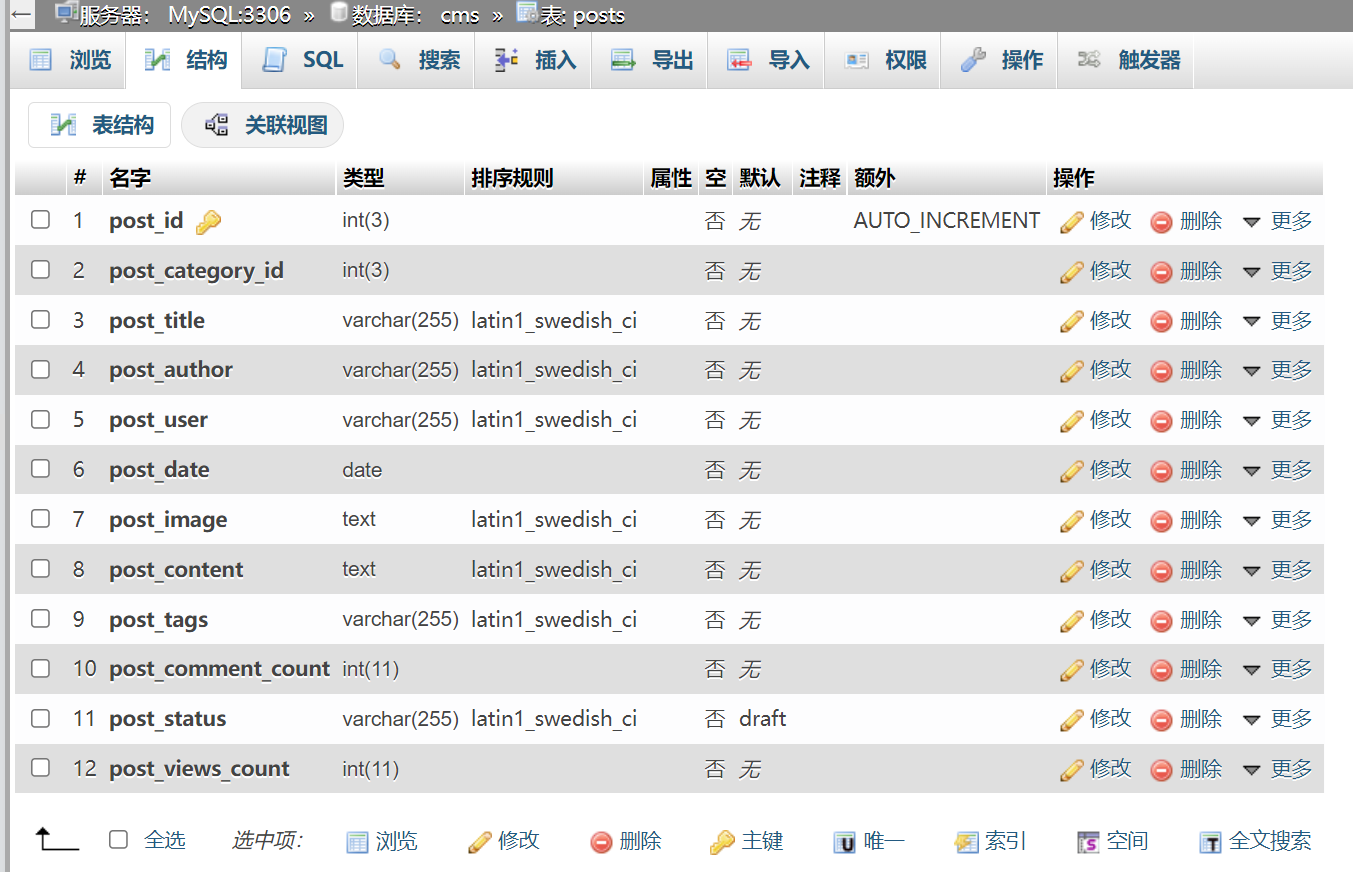 服务器： MySQL:3306 » 数据库： cms » 表: posts
浏览 结构 SQL 搜索 插入 导出 导入 权限 操作 触发器
表结构 关联视图
# 名字 类型 排序规则 属性 空 默认 注释 额外 操作
1 post_id int(3) 否 无 AUTO_INCREMENT 修改 删除 更多
2 post_category_id int(3) 否 无 修改 删除 更多
3 post_title varchar(255) latin1_swedish_ci 否 无 修改 删除 更多
4 post_author varchar(255) latin1_swedish_ci 否 无 修改 删除 更多
5 post_user varchar(255) latin1_swedish_ci 否 无 修改 删除 更多
6 post_date date 否 无 修改 删除 更多
7 post_image text latin1_swedish_ci 否 无 修改 删除 更多
8 post_content text latin1_swedish_ci 否 无 修改 删除 更多
9 post_tags varchar(255) latin1_swedish_ci 否 无 修改 删除 更多
10 post_comment_count int(11) 否 无 修改 删除 更多
11 post_status varchar(255) latin1_swedish_ci 否 draft 修改 删除 更多
12 post_views_count int(11) 否 无 修改 删除 更多
全选 选中项： 浏览 修改 删除 主键 唯一 索引 空间 全文搜索